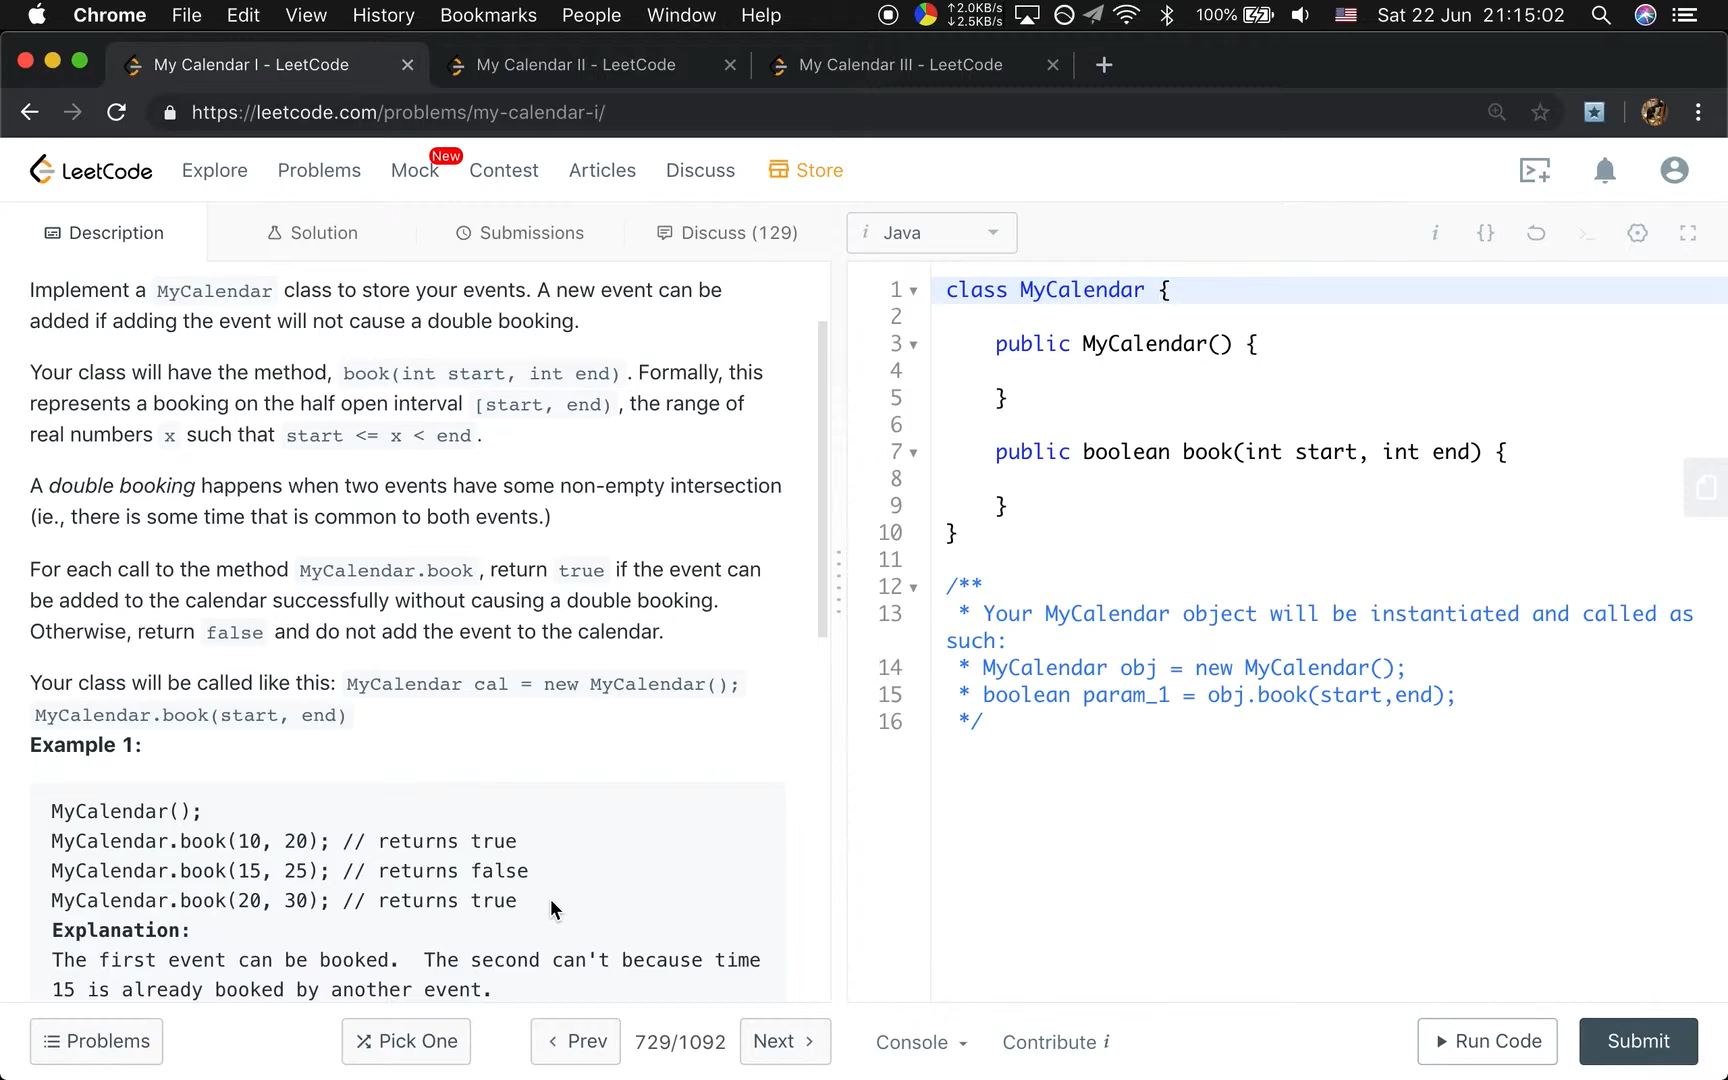 Chrome File Edit View History Bookmarks People Window Help ↑2.0KB/s ↓2.5KB/s 100% Sat 22 Jun 21:15:02
My Calendar I - LeetCode My Calendar II - LeetCode My Calendar III - LeetCode
https://leetcode.com/problems/my-calendar-i/
LeetCode Explore Problems Mock New Contest Articles Discuss Store
Description Solution Submissions Discuss (129)
Implement a MyCalendar class to store your events. A new event can be
added if adding the event will not cause a double booking.
Your class will have the method, book(int start, int end). Formally, this
represents a booking on the half open interval [start, end), the range of
real numbers x such that start <= x < end.
A double booking happens when two events have some non-empty intersection
(ie., there is some time that is common to both events.)
For each call to the method MyCalendar.book, return true if the event can
be added to the calendar successfully without causing a double booking.
Otherwise, return false and do not add the event to the calendar.
Your class will be called like this: MyCalendar cal = new MyCalendar();
MyCalendar.book(start, end)
Example 1:
MyCalendar();
MyCalendar.book(10, 20); // returns true
MyCalendar.book(15, 25); // returns false
MyCalendar.book(20, 30); // returns true
Explanation:
The first event can be booked.  The second can't because time
15 is already booked by another event.
Problems Pick One Prev 729/1092 Next
i Java i {}
1 class MyCalendar {
2
3     public MyCalendar() {
4
5     }
6
7     public boolean book(int start, int end) {
8
9     }
10 }
11
12 /**
13  * Your MyCalendar object will be instantiated and called as
such:
14  * MyCalendar obj = new MyCalendar();
15  * boolean param_1 = obj.book(start,end);
16  */
Console Contribute i Run Code Submit